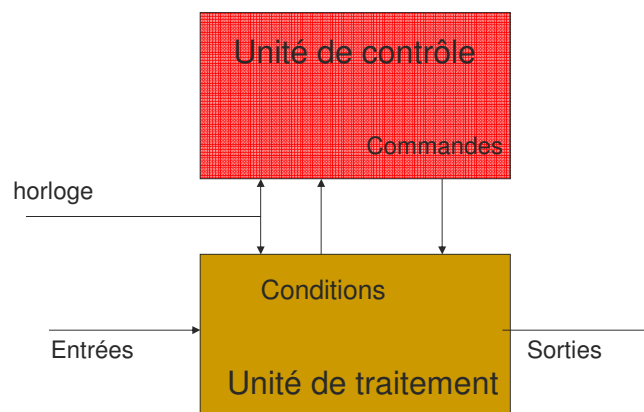 Unité de contrôle
Commandes
horloge
Conditions
Entrées
Sorties
Unité de traitement